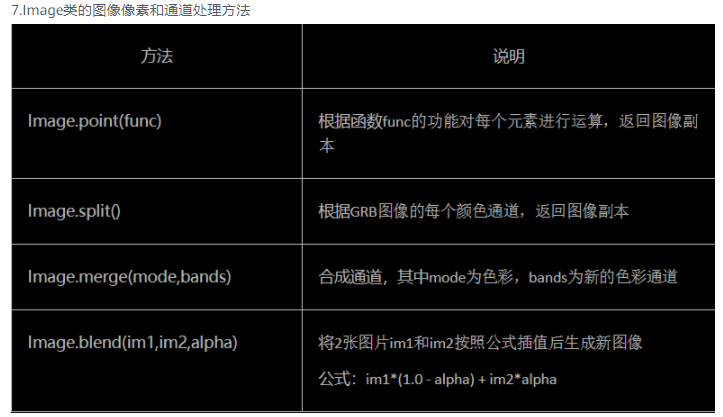 7.Image类的图像像素和通道处理方法
方法
说明
Image.point(func)
根据函数func的功能对每个元素进行运算，返回图像副
本
Image.split()
根据GRB图像的每个颜色通道，返回图像副本
Image.merge(mode,bands)
合成通道，其中mode为色彩，bands为新的色彩通道
Image.blend(im1,im2,alpha)
将2张图片im1和im2按照公式插值后生成新图像
公式：im1*(1.0 - alpha) + im2*alpha